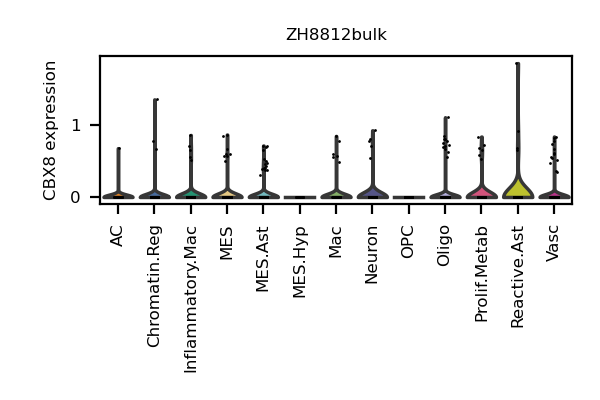 ZH8812bulk
CBX8 expression
1
0
AC
Chromatin.Reg
Inflammatory.Mac
MES
MES.Ast
MES.Hyp
Mac
Neuron
OPC
Oligo
Prolif.Metab
Reactive.Ast
Vasc